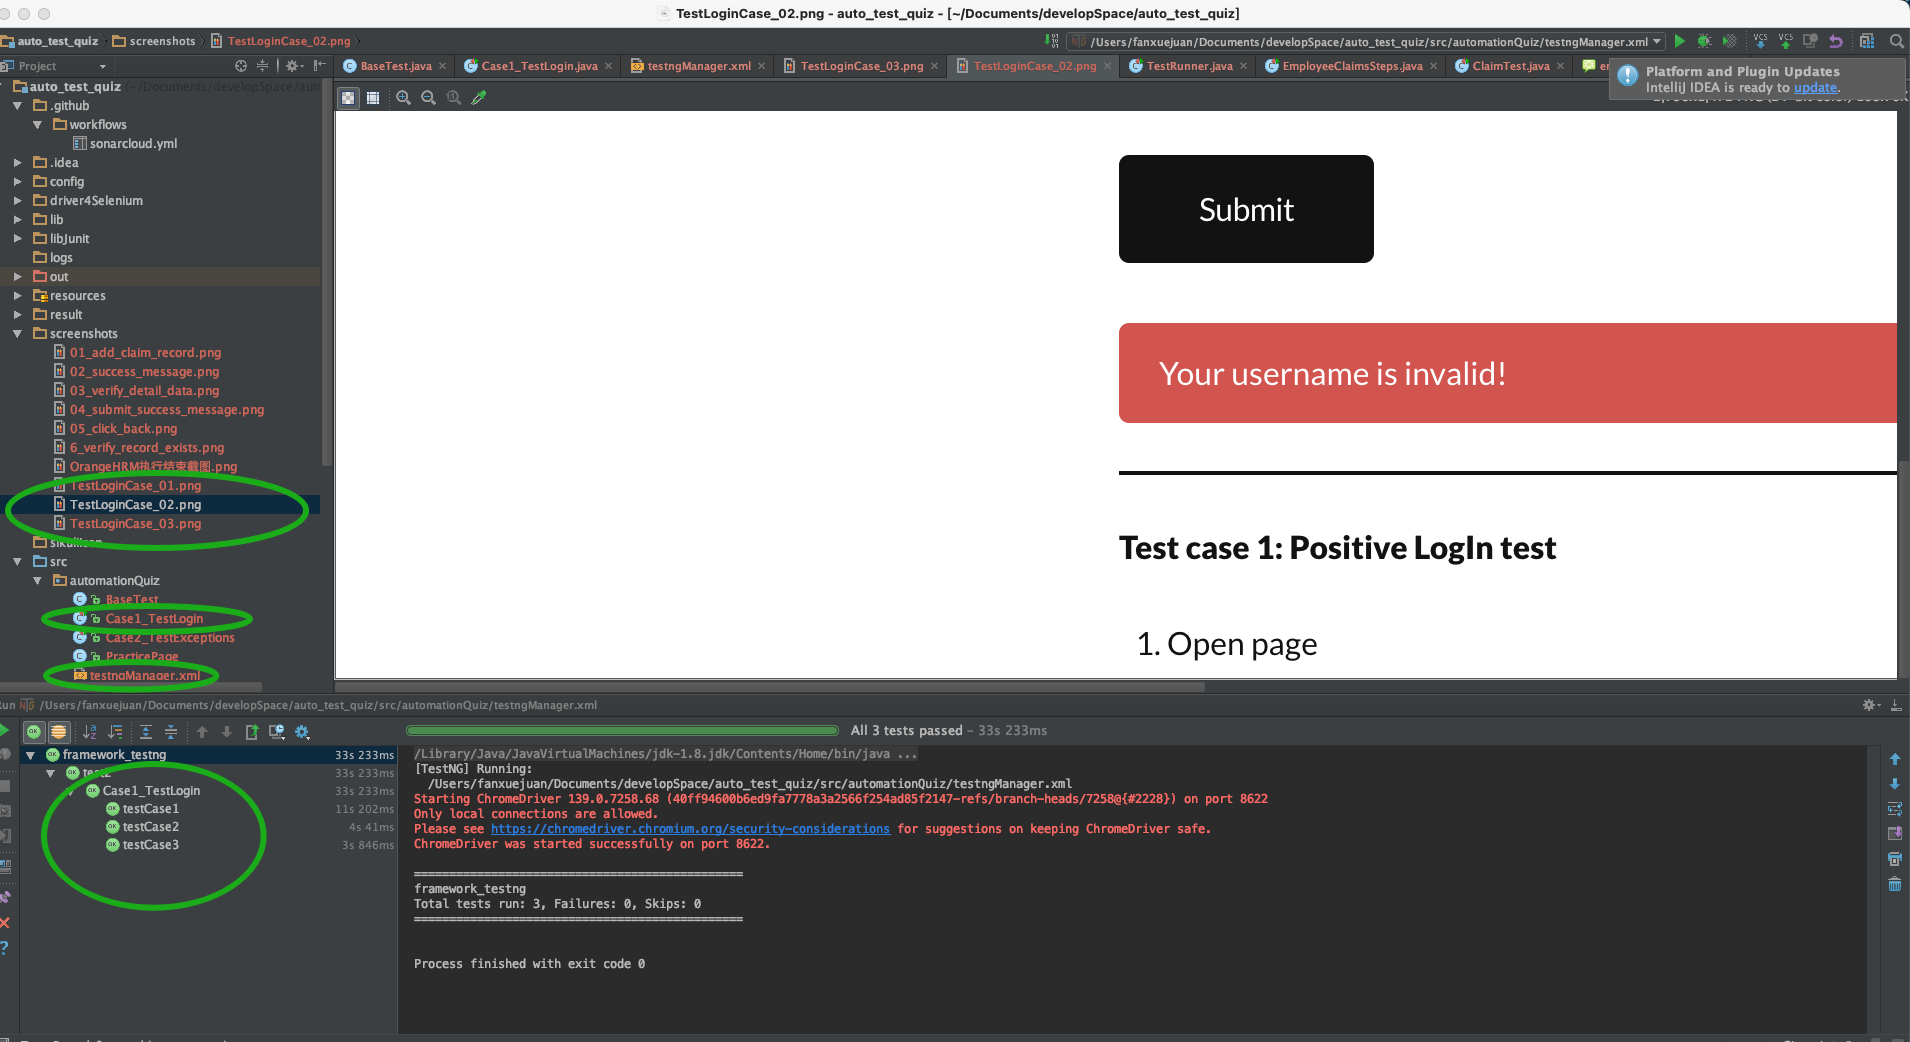 TestLoginCase_02.png - auto_test_quiz - [~/Documents/developSpace/auto_test_quiz]
auto_test_quiz screenshots TestLoginCase_02.png
/Users/fanxuejuan/Documents/developSpace/auto_test_quiz/src/automationQuiz/testngManager.xml
Project
BaseTest.java Case1_TestLogin.java testngManager.xml TestLoginCase_03.png TestLoginCase_02.png TestRunner.java EmployeeClaimsSteps.java ClaimTest.java
Platform and Plugin Updates
IntelliJ IDEA is ready to update.
auto_test_quiz (~/Documents/developSpace/
.github
workflows
sonarcloud.yml
.idea
config
driver4Selenium
lib
libJunit
logs
out
resources
result
screenshots
01_add_claim_record.png
02_success_message.png
03_verify_detail_data.png
04_submit_success_message.png
05_click_back.png
6_verify_record_exists.png
OrangeHRM执行结束截图.png
TestLoginCase_01.png
TestLoginCase_02.png
TestLoginCase_03.png
src
automationQuiz
BaseTest
Case1_TestLogin
Case2_TestExceptions
PracticePage
testngManager.xml
Submit
Your username is invalid!
Test case 1: Positive LogIn test
1. Open page
/Users/fanxuejuan/Documents/developSpace/auto_test_quiz/src/automationQuiz/testngManager.xml
All 3 tests passed – 33s 233ms
framework_testng 33s 233ms
33s 233ms
Case1_TestLogin 33s 233ms
testCase1 11s 202ms
testCase2 4s 41ms
testCase3 3s 846ms
/Library/Java/JavaVirtualMachines/jdk-1.8.jdk/Contents/Home/bin/java ...
[TestNG] Running:
/Users/fanxuejuan/Documents/developSpace/auto_test_quiz/src/automationQuiz/testngManager.xml
Starting ChromeDriver 139.0.7258.68 (40ff94600b6ed9fa7778a3a2566f254ad85f2147-refs/branch-heads/7258@{#2228}) on port 8622
Only local connections are allowed.
Please see https://chromedriver.chromium.org/security-considerations for suggestions on keeping ChromeDriver safe.
ChromeDriver was started successfully on port 8622.
===============================================
framework_testng
Total tests run: 3, Failures: 0, Skips: 0
===============================================
Process finished with exit code 0